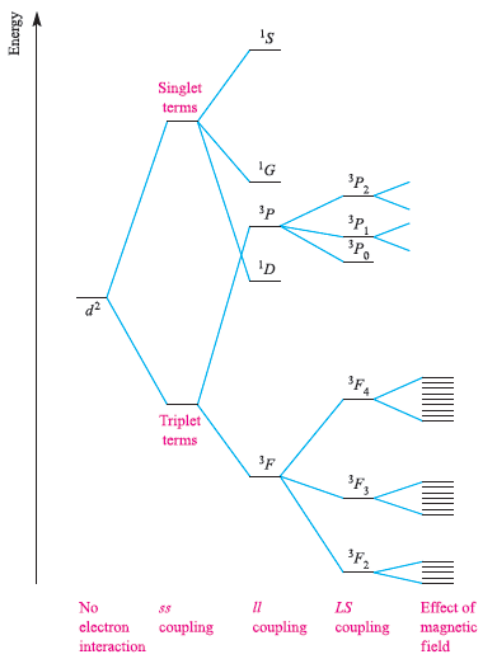 Energy
¹S
Singlet
terms
¹G
³P₂
³P
³P₁
³P₀
¹D
d²
³F₄
Triplet
terms
³F
³F₃
³F₂
No
electron
interaction
ss
coupling
ll
coupling
LS
coupling
Effect of
magnetic
field